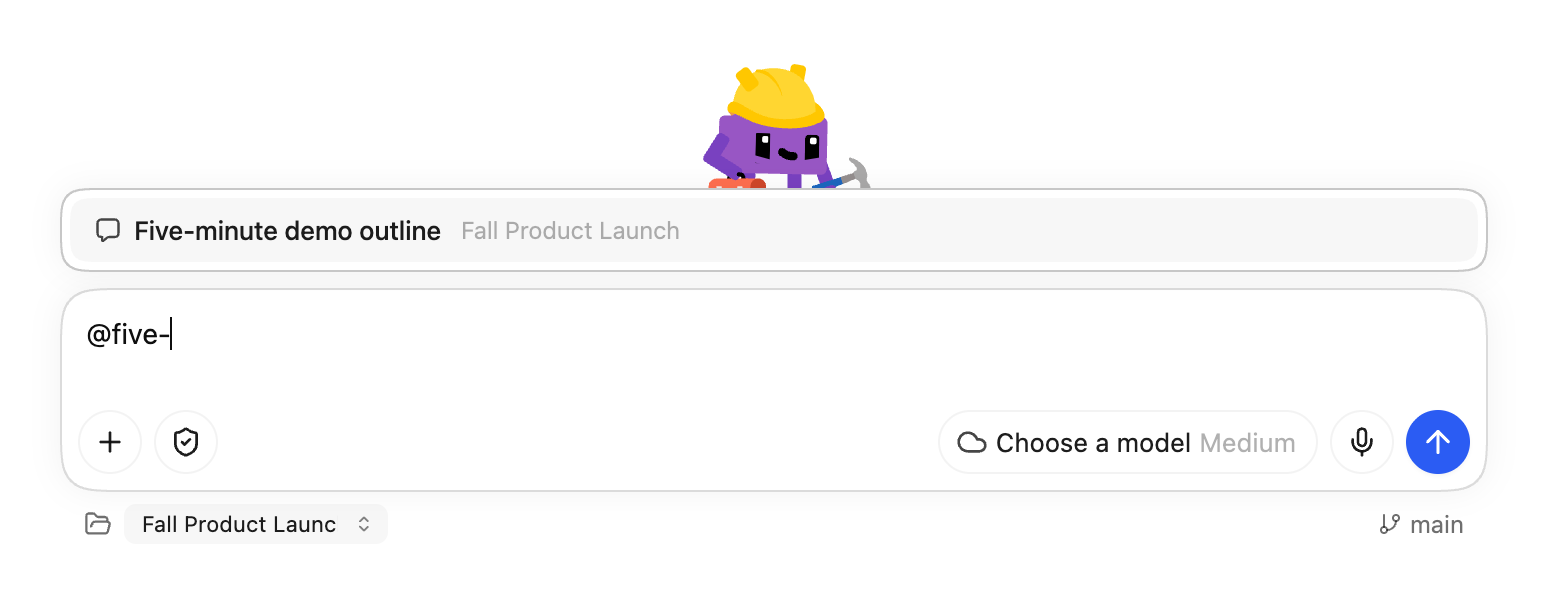 Five-minute demo outline Fall Product Launch
@five-
Choose a model Medium
Fall Product Launc
main